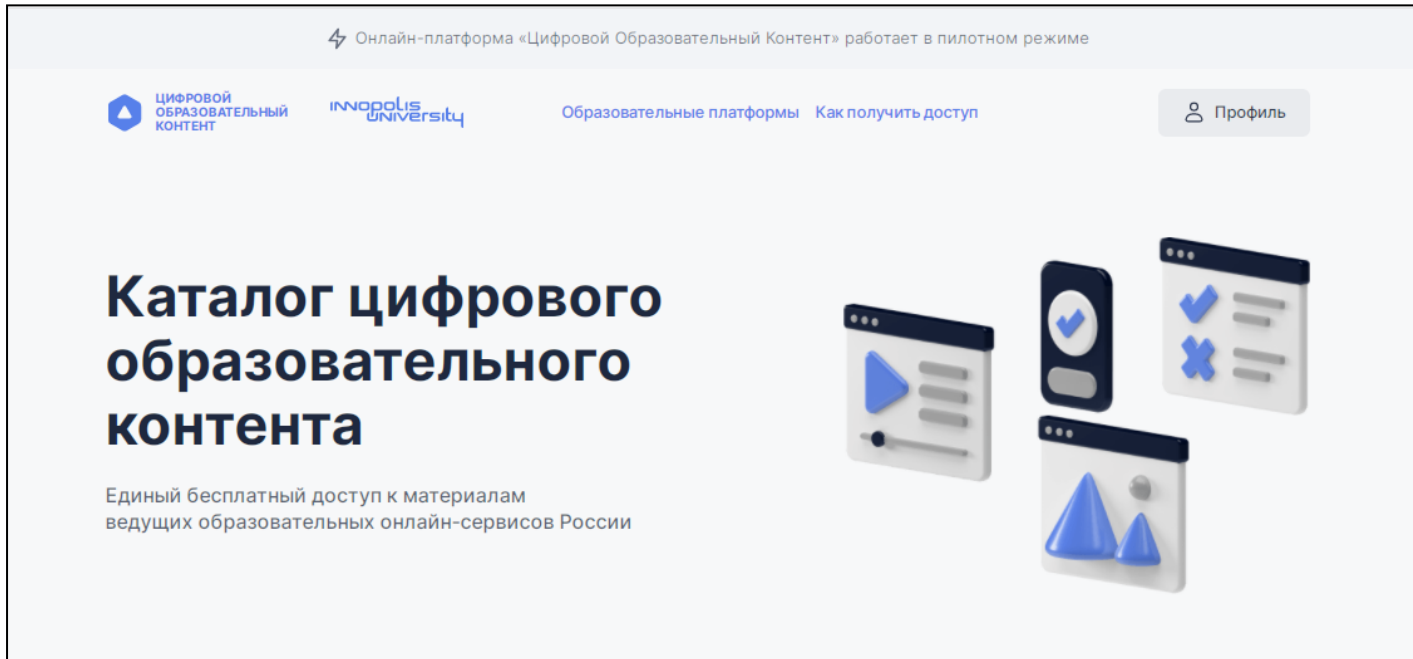 Онлайн-платформа «Цифровой Образовательный Контент» работает в пилотном режиме
ЦИФРОВОЙ
ОБРАЗОВАТЕЛЬНЫЙ
КОНТЕНТ
INNOPOLIS
UNIVERSITY
Образовательные платформы Как получить доступ
Профиль
Каталог цифрового
образовательного
контента
Единый бесплатный доступ к материалам
ведущих образовательных онлайн-сервисов России